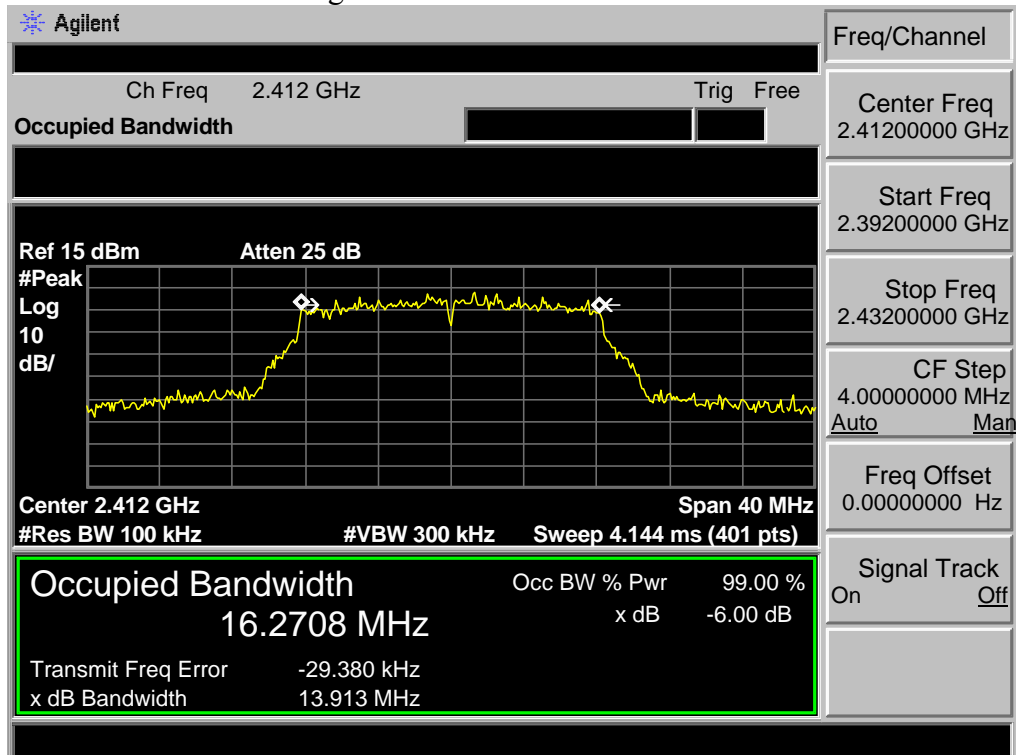 Agilent
Freq/Channel
Ch Freq 2.412 GHz Trig Free
Occupied Bandwidth
Center Freq
2.41200000 GHz
Start Freq
2.39200000 GHz
Ref 15 dBm Atten 25 dB
#Peak
Log
10
dB/
Stop Freq
2.43200000 GHz
CF Step
4.00000000 MHz
Auto Man
Center 2.412 GHz Span 40 MHz
#Res BW 100 kHz #VBW 300 kHz Sweep 4.144 ms (401 pts)
Freq Offset
0.00000000 Hz
Occupied Bandwidth
16.2708 MHz
Occ BW % Pwr 99.00 %
x dB -6.00 dB
Transmit Freq Error -29.380 kHz
x dB Bandwidth 13.913 MHz
Signal Track
On Off